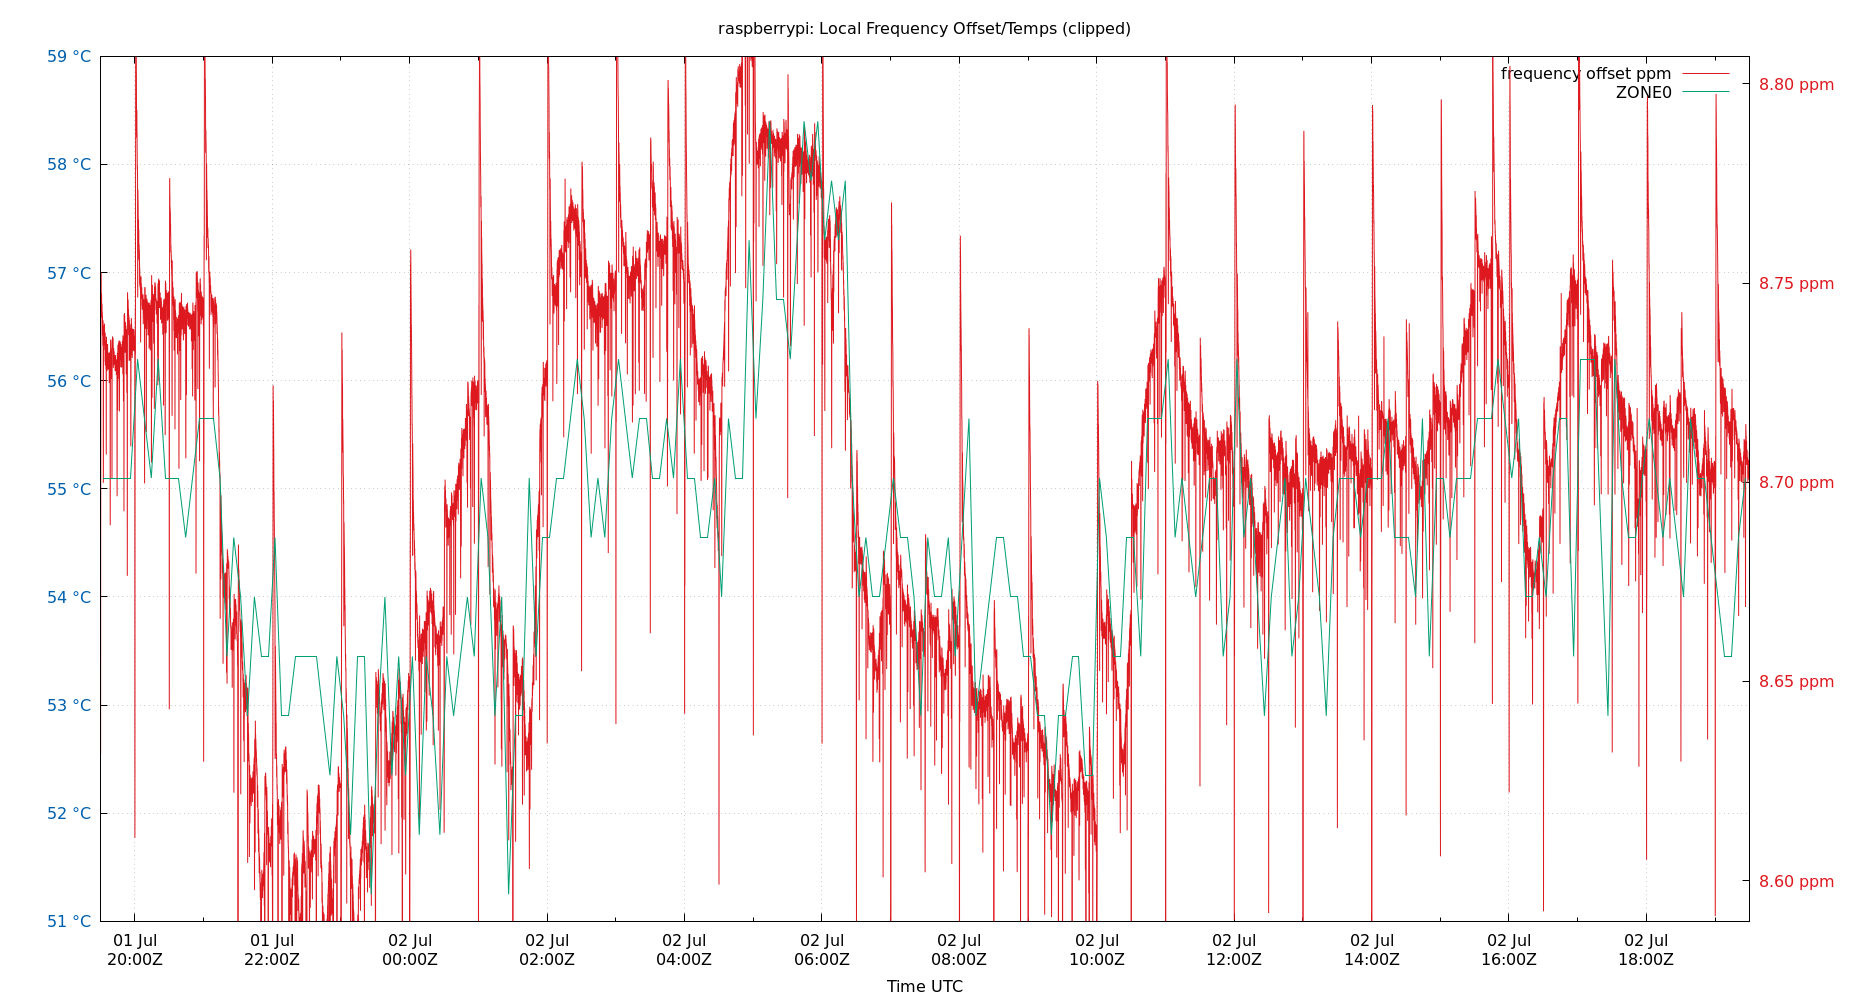 raspberrypi: Local Frequency Offset/Temps (clipped)
59 °C
58 °C
57 °C
56 °C
55 °C
54 °C
53 °C
52 °C
51 °C
frequency offset ppm
ZONE0
8.80 ppm
8.75 ppm
8.70 ppm
8.65 ppm
8.60 ppm
01 Jul
20:00Z
01 Jul
22:00Z
02 Jul
00:00Z
02 Jul
02:00Z
02 Jul
04:00Z
02 Jul
06:00Z
02 Jul
08:00Z
02 Jul
10:00Z
02 Jul
12:00Z
02 Jul
14:00Z
02 Jul
16:00Z
02 Jul
18:00Z
Time UTC